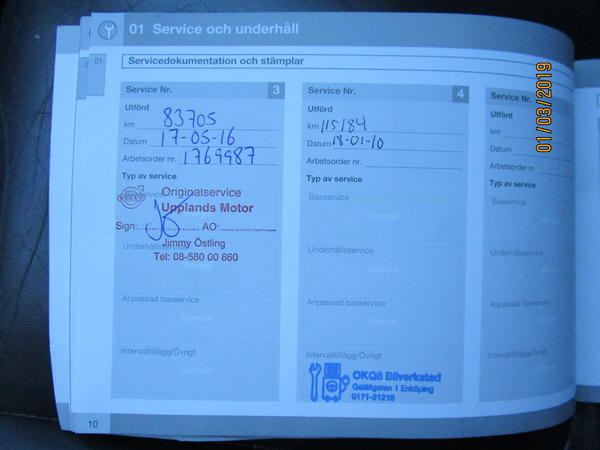 01 Service och underhåll
01
Servicedokumentation och stämplar
Service Nr. 3
Utförd
km 83705
Datum 17-05-16
Arbetsorder nr. 1769987
Typ av service
Basservice
VOLVO
Originalservice
Upplands Motor
Sign: AO:
Underhållsservice
Jimmy Östling
Tel: 08-580 00 860
Anpassad basservice
Stämpel
Intervalltillägg/Övrigt
Stämpel
10
Service Nr. 4
Utförd
km 115184
Datum 18-01-10
Arbetsorder nr.
Typ av service
Basservice
Stämpel
Underhållsservice
Stämpel
Anpassad basservice
Stämpel
Intervalltillägg/Övrigt
OKQ8 Bilverkstad
Gesällgatan 1 Enköping
0171-21218
Service Nr.
Utförd
km
Datum
Arbetsorder nr.
Typ av service
Basservice
Underhållsservice
Anpassad basservice
Intervalltillägg/Övrigt
01/03/2019